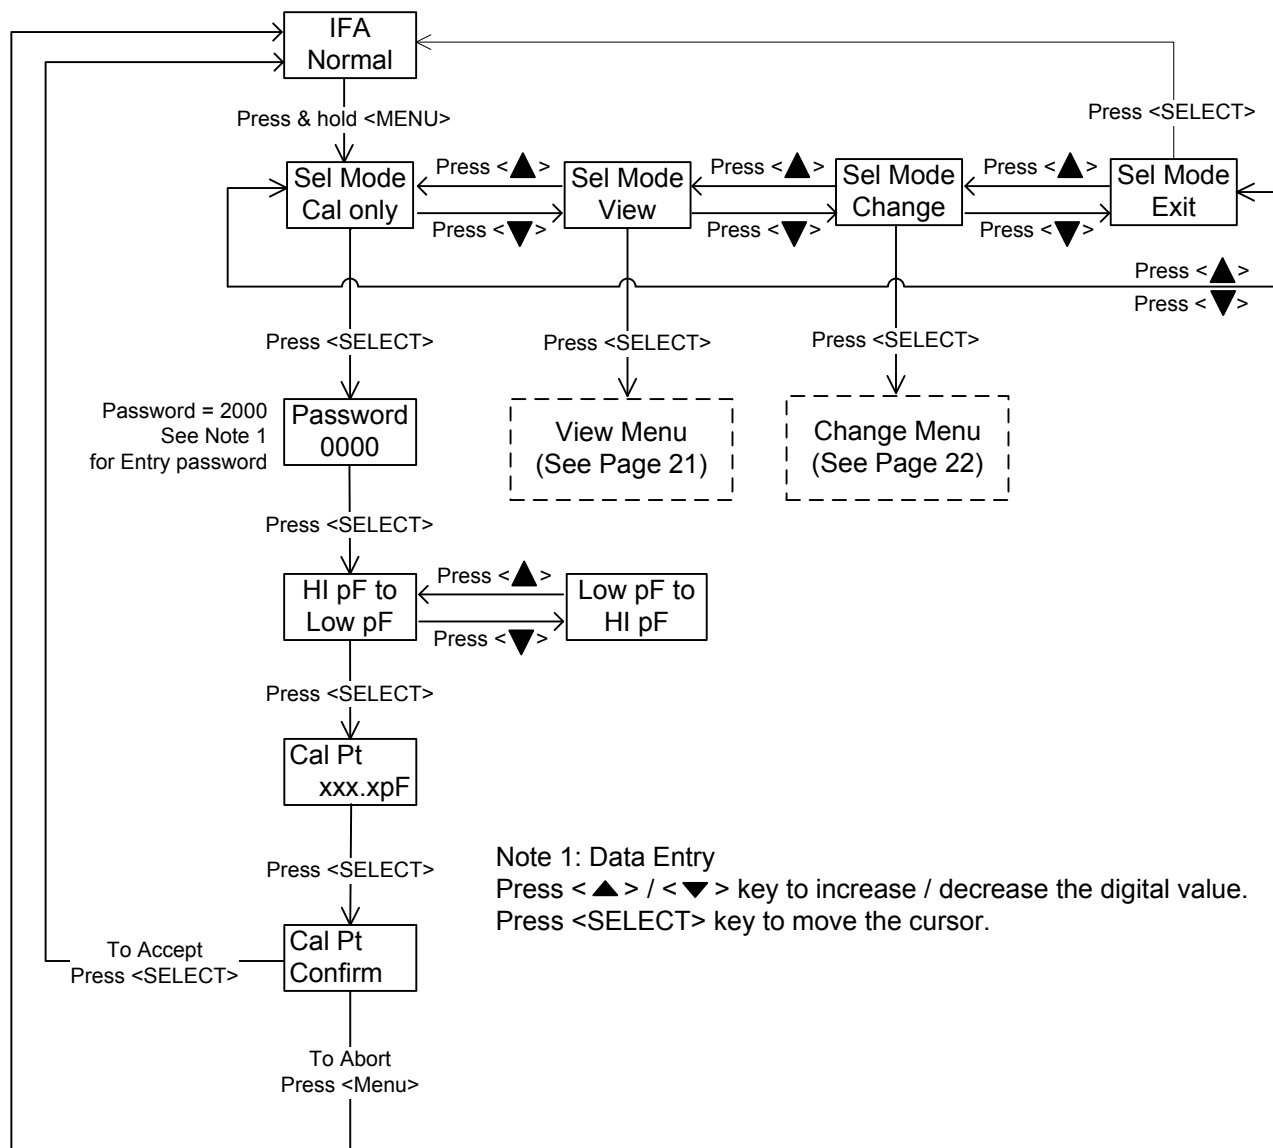 IFA
Normal
Press & hold <MENU>
Press <SELECT>
Sel Mode
Cal only
Press <▲>
Press <▼>
Sel Mode
View
Press <▲>
Press <▼>
Sel Mode
Change
Press <▲>
Press <▼>
Sel Mode
Exit
Press <▲>
Press <▼>
Press <SELECT>
Press <SELECT>
Press <SELECT>
Password = 2000
See Note 1
for Entry password
Password
0000
View Menu
(See Page 21)
Change Menu
(See Page 22)
Press <SELECT>
HI pF to
Low pF
Press <▲>
Press <▼>
Low pF to
HI pF
Press <SELECT>
Cal Pt
xxx.xpF
Press <SELECT>
Note 1: Data Entry
Press <▲> / <▼> key to increase / decrease the digital value.
Press <SELECT> key to move the cursor.
To Accept
Press <SELECT>
Cal Pt
Confirm
To Abort
Press <Menu>